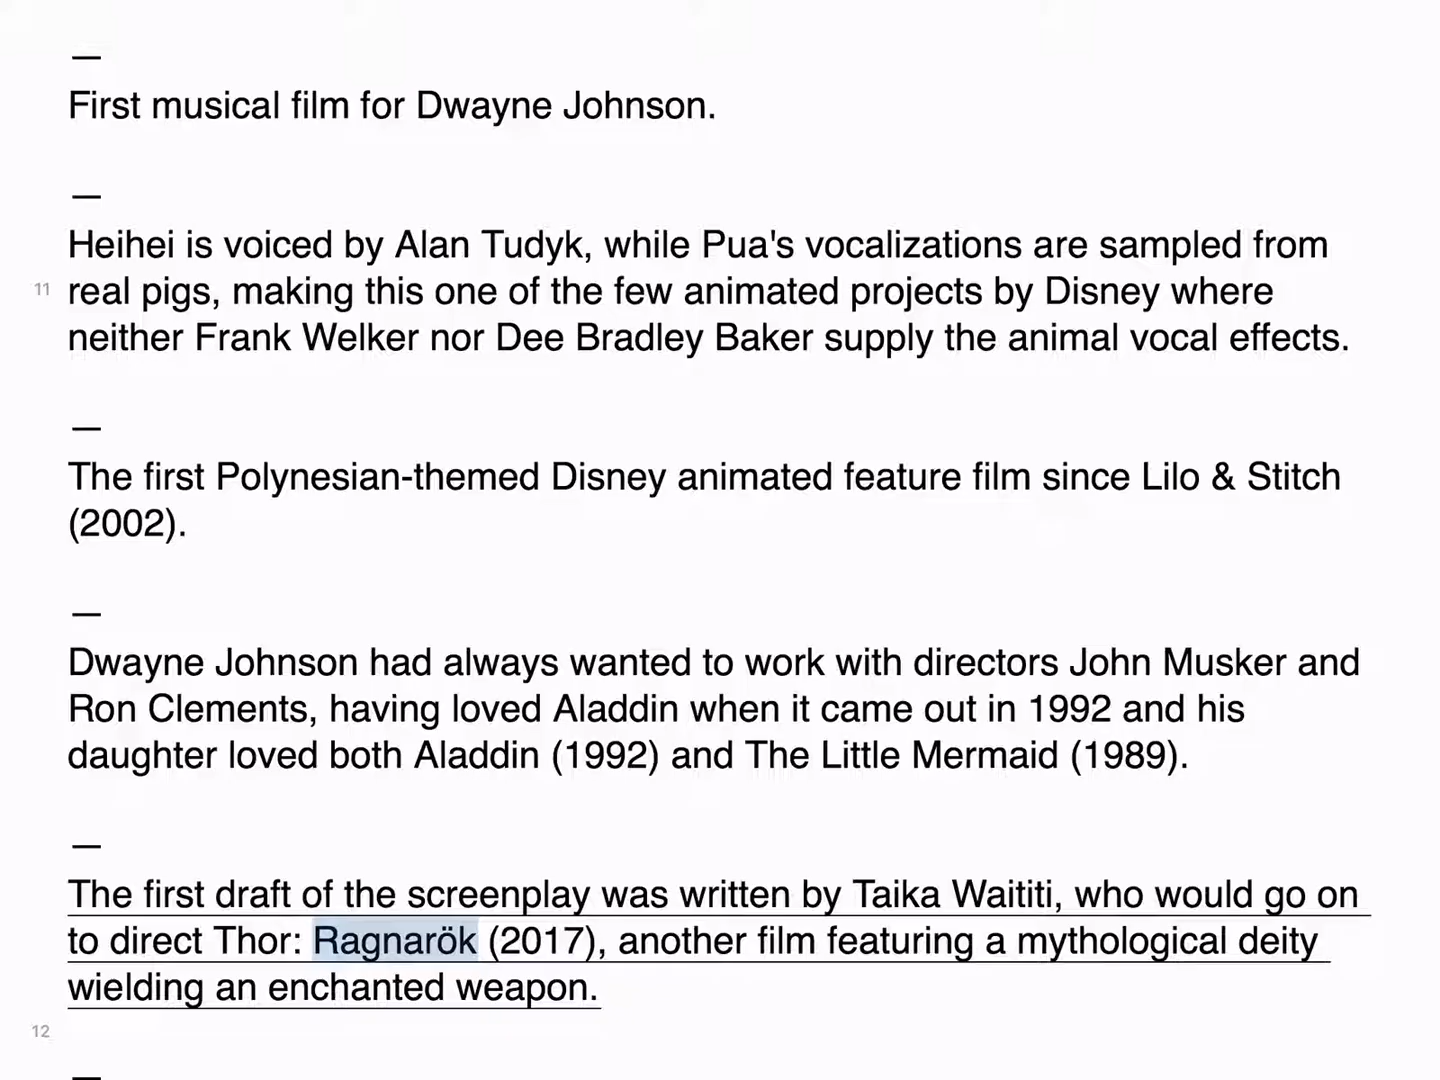 —
First musical film for Dwayne Johnson.
—
Heihei is voiced by Alan Tudyk, while Pua's vocalizations are sampled from
11 real pigs, making this one of the few animated projects by Disney where
neither Frank Welker nor Dee Bradley Baker supply the animal vocal effects.
—
The first Polynesian-themed Disney animated feature film since Lilo & Stitch
(2002).
—
Dwayne Johnson had always wanted to work with directors John Musker and
Ron Clements, having loved Aladdin when it came out in 1992 and his
daughter loved both Aladdin (1992) and The Little Mermaid (1989).
—
The first draft of the screenplay was written by Taika Waititi, who would go on
to direct Thor: Ragnarök (2017), another film featuring a mythological deity
wielding an enchanted weapon.
12
—